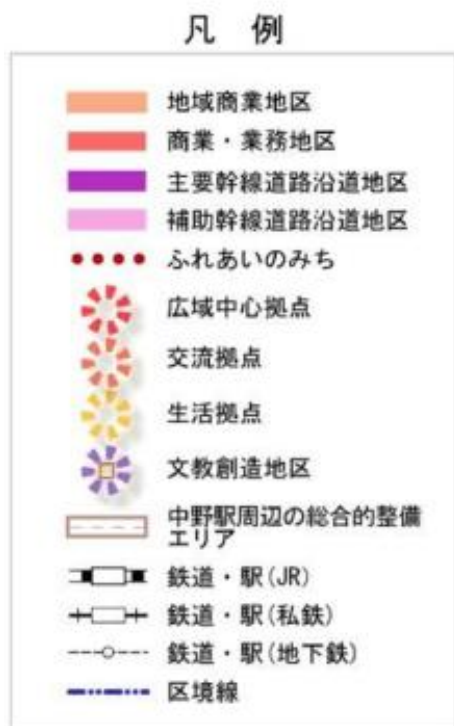 凡 例
地域商業地区
商業・業務地区
主要幹線道路沿道地区
補助幹線道路沿道地区
ふれあいのみち
広域中心拠点
交流拠点
生活拠点
文教創造地区
中野駅周辺の総合的整備
エリア
鉄道・駅(JR)
鉄道・駅(私鉄)
鉄道・駅(地下鉄)
区境線